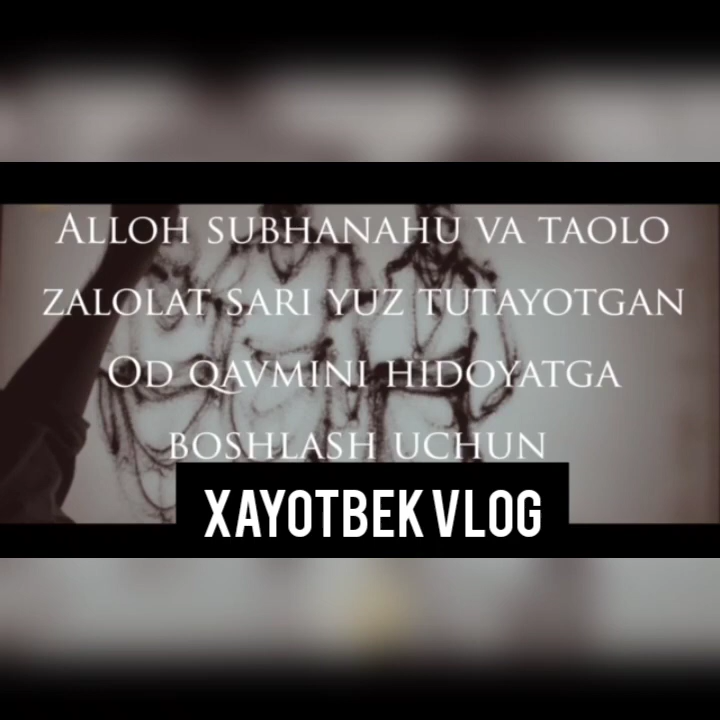 ALLOH SUBHANAHU VA TAOLO
ZALOLAT SARI YUZ TUTAYOTGAN
OD QAVMINI HIDOYATGA
BOSHLASH UCHUN
XAYOTBEK VLOG